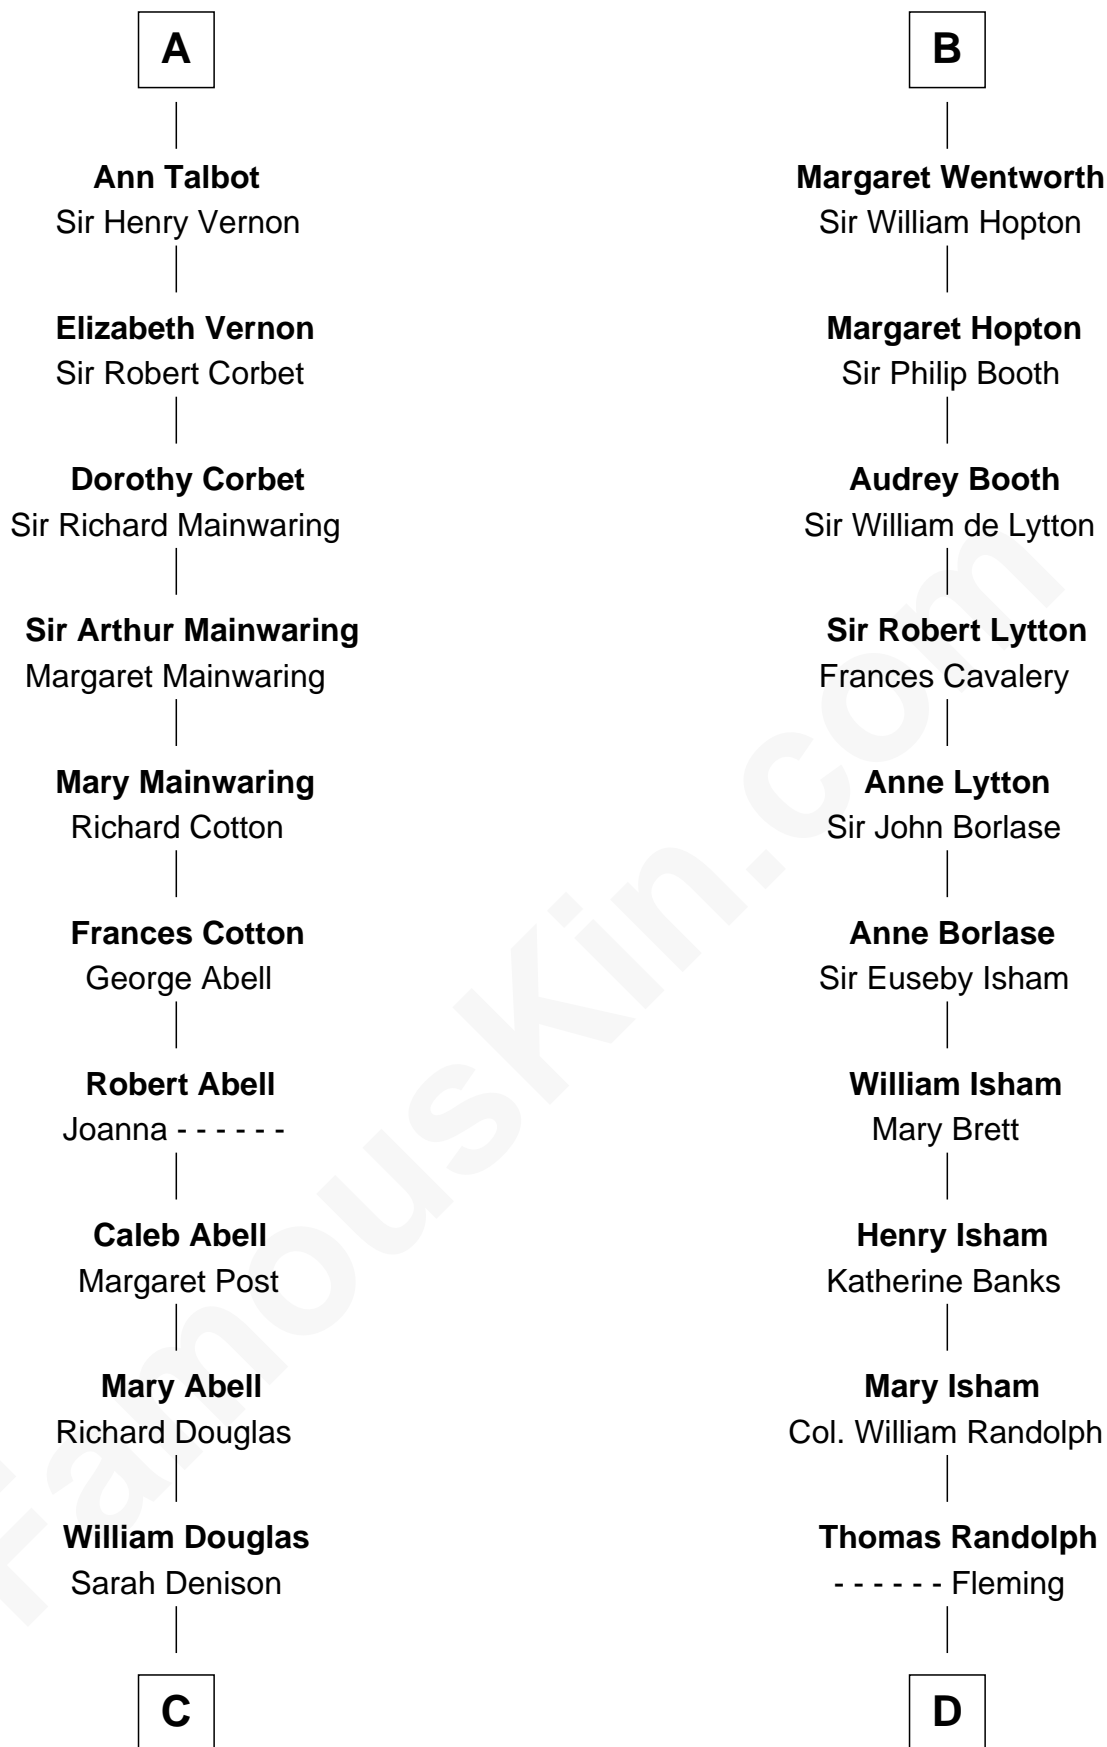 A
Ann Talbot
Sir Henry Vernon
Elizabeth Vernon
Sir Robert Corbet
Dorothy Corbet
Sir Richard Mainwaring
Sir Arthur Mainwaring
Margaret Mainwaring
Mary Mainwaring
Richard Cotton
Frances Cotton
George Abell
Robert Abell
Joanna - - - - - -
Caleb Abell
Margaret Post
Mary Abell
Richard Douglas
William Douglas
Sarah Denison
C
B
Margaret Wentworth
Sir William Hopton
Margaret Hopton
Sir Philip Booth
Audrey Booth
Sir William de Lytton
Sir Robert Lytton
Frances Cavalery
Anne Lytton
Sir John Borlase
Anne Borlase
Sir Euseby Isham
William Isham
Mary Brett
Henry Isham
Katherine Banks
Mary Isham
Col. William Randolph
Thomas Randolph
- - - - - - Fleming
D
FamousKin.com